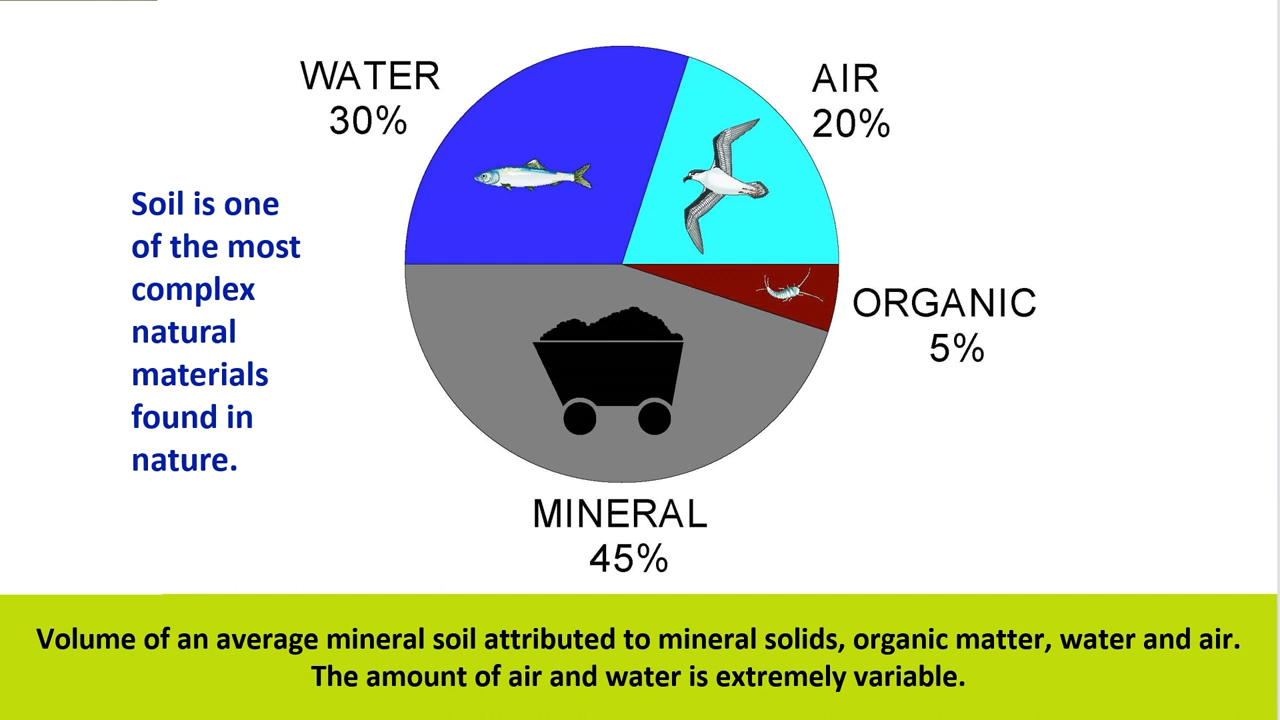 WATER
30%
AIR
20%
Soil is one
of the most
complex
natural
materials
found in
nature.
ORGANIC
5%
MINERAL
45%
Volume of an average mineral soil attributed to mineral solids, organic matter, water and air.
The amount of air and water is extremely variable.